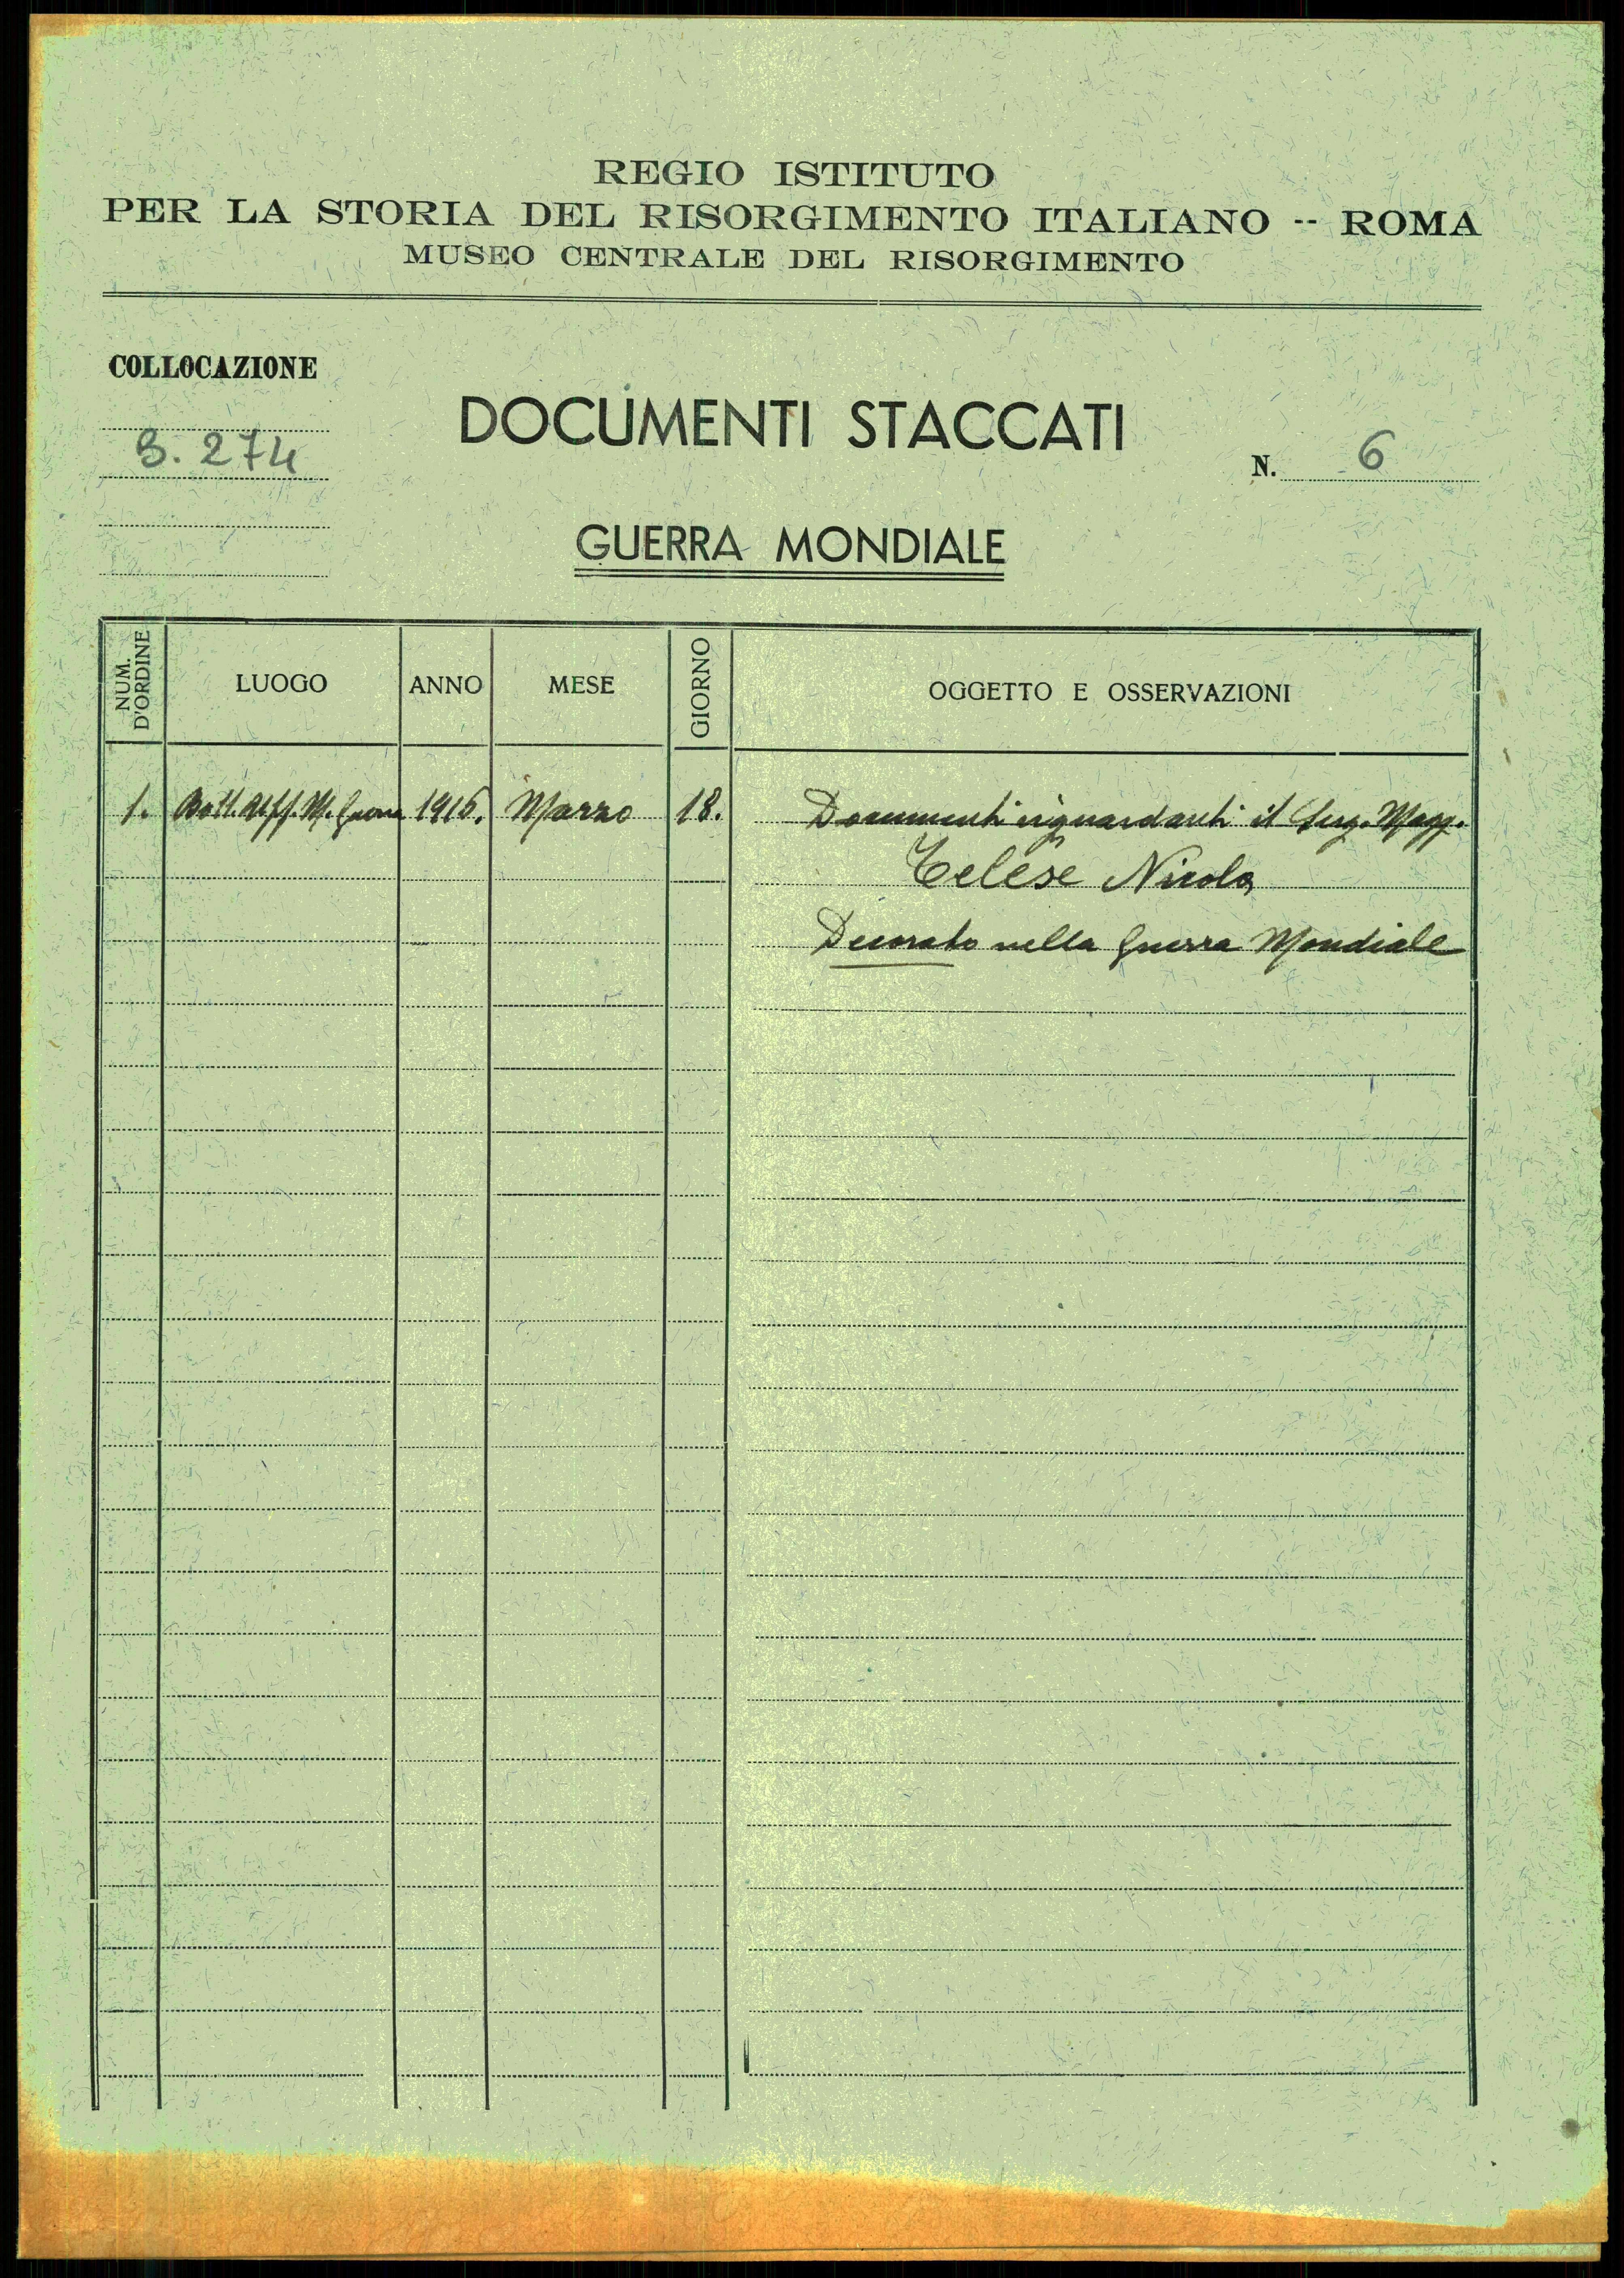 REGIO ISTITUTO
PER LA STORIA DEL RISORGIMENTO ITALIANO -- ROMA
MUSEO CENTRALE DEL RISORGIMENTO
COLLOCAZIONE
B. 274
DOCUMENTI STACCATI
N. 6
GUERRA MONDIALE
NUM. D'ORDINE LUOGO ANNO MESE GIORNO OGGETTO E OSSERVAZIONI
1. M. Guerra 1916. Marzo 18. Documenti riguardanti il Serg. Magg.
Telése Nicola
Decorato nella Guerra Mondiale